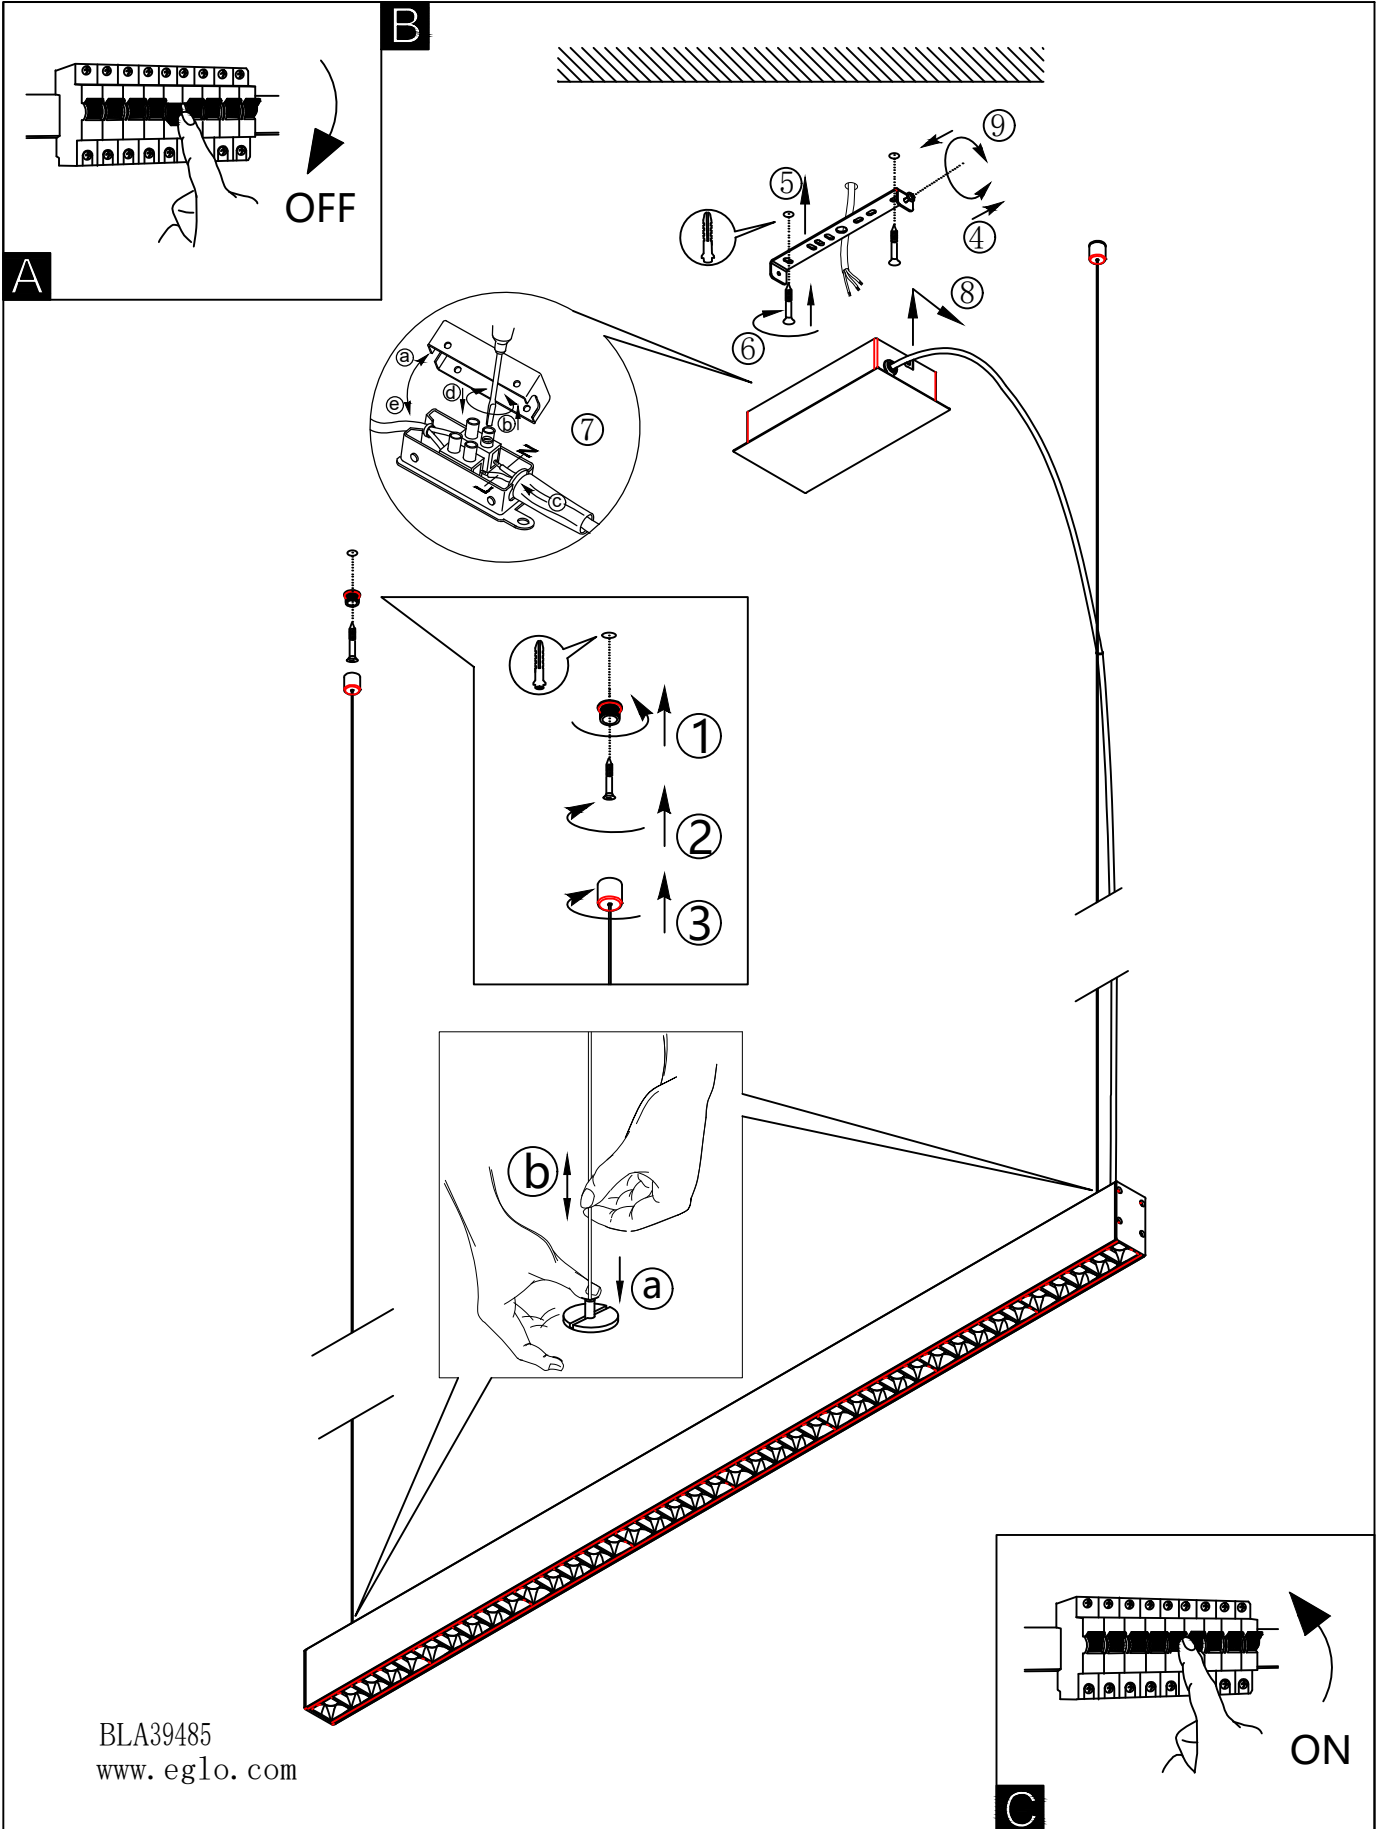 B
OFF
A
⑨
⑤
④
⑧
⑥
ⓐ
ⓓ
ⓔ
ⓑ
⑦
N
L
ⓒ
①
②
③
ⓑ
ⓐ
BLA39485
www.eglo.com
ON
C